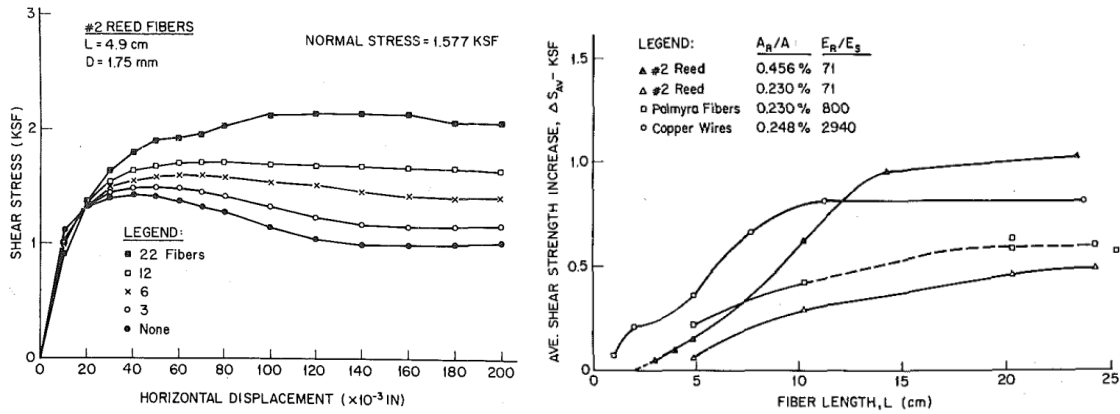 #2 REED FIBERS
L = 4.9 cm
D = 1.75 mm
NORMAL STRESS = 1.577 KSF
SHEAR STRESS (KSF)
3
2
1
0
LEGEND:
22 Fibers
12
6
3
None
0 20 40 60 80 100 120 140 160 180 200
HORIZONTAL DISPLACEMENT (×10-3 IN)
LEGEND: AR/A ER/ES
#2 Reed 0.456 % 71
#2 Reed 0.230 % 71
Palmyra Fibers 0.230 % 800
Copper Wires 0.248 % 2940
AVE. SHEAR STRENGTH INCREASE, ΔSAV - KSF
1.5
1.0
0.5
0
0 5 10 15 20 25
FIBER LENGTH, L (cm)